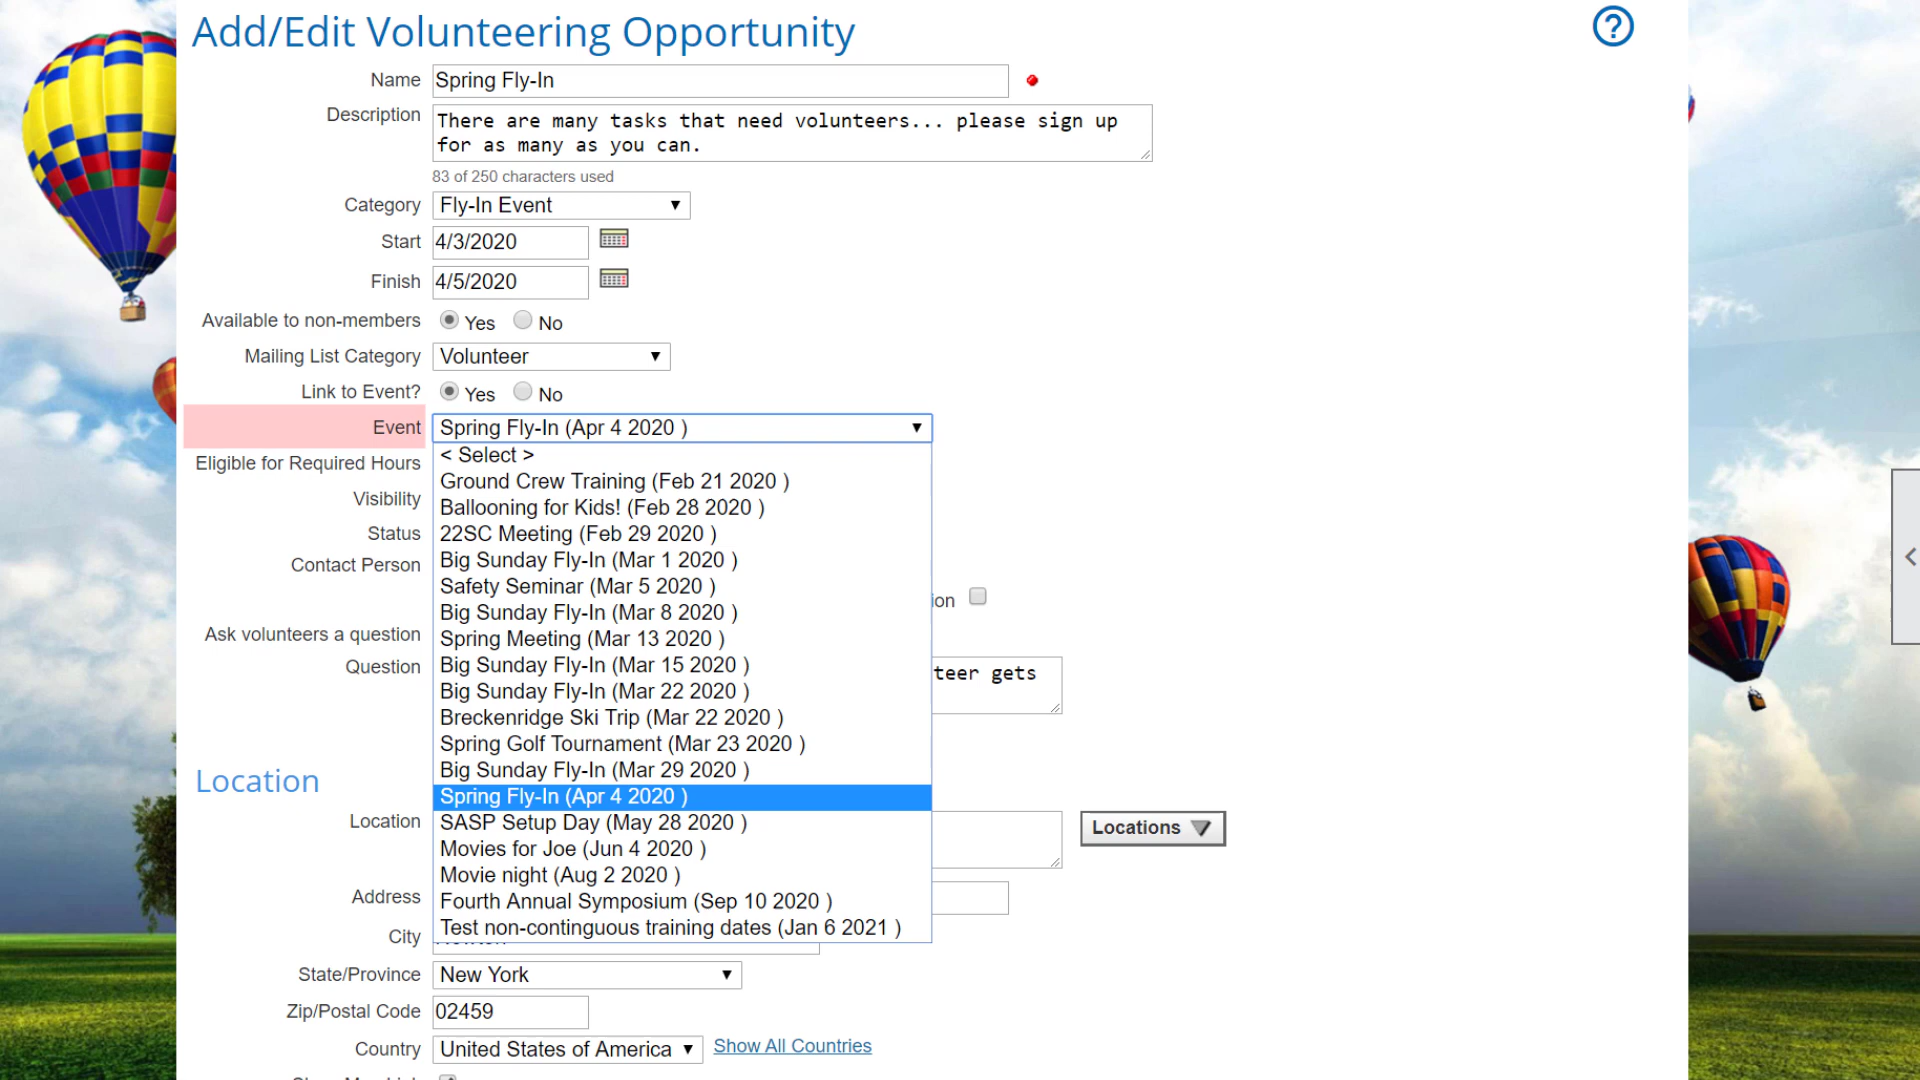 Add/Edit Volunteering Opportunity
Name Spring Fly-In
Description There are many tasks that need volunteers... please sign up
for as many as you can.
83 of 250 characters used
Category Fly-In Event
Start 4/3/2020
Finish 4/5/2020
Available to non-members Yes No
Mailing List Category Volunteer
Link to Event? Yes No
Event Spring Fly-In (Apr 4 2020 )
< Select >
Eligible for Required Hours
Ground Crew Training (Feb 21 2020 )
Visibility
Ballooning for Kids! (Feb 28 2020 )
Status 22SC Meeting (Feb 29 2020 )
Contact Person Big Sunday Fly-In (Mar 1 2020 )
Safety Seminar (Mar 5 2020 )
ion
Big Sunday Fly-In (Mar 8 2020 )
Ask volunteers a question Spring Meeting (Mar 13 2020 )
Question Big Sunday Fly-In (Mar 15 2020 ) teer gets
Big Sunday Fly-In (Mar 22 2020 )
Breckenridge Ski Trip (Mar 22 2020 )
Spring Golf Tournament (Mar 23 2020 )
Big Sunday Fly-In (Mar 29 2020 )
Location
Spring Fly-In (Apr 4 2020 )
Location SASP Setup Day (May 28 2020 ) Locations
Movies for Joe (Jun 4 2020 )
Movie night (Aug 2 2020 )
Address Fourth Annual Symposium (Sep 10 2020 )
Test non-continguous training dates (Jan 6 2021 )
City
State/Province New York
Zip/Postal Code 02459
Country United States of America Show All Countries